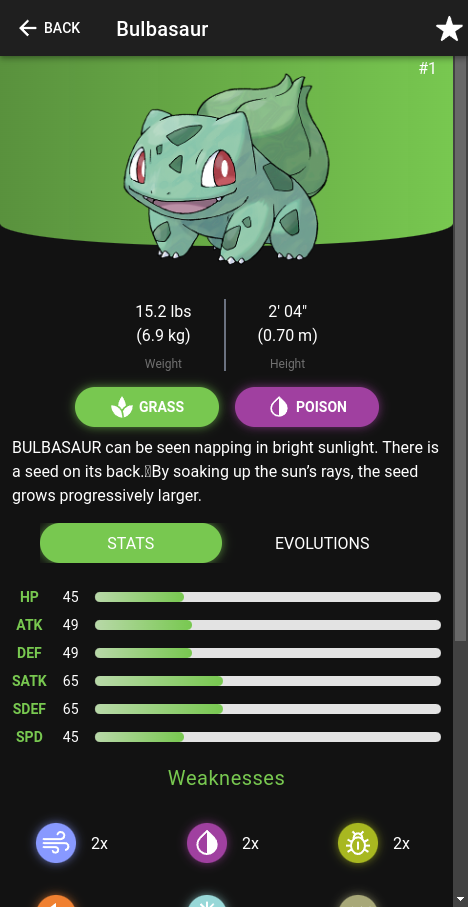 BACK
Bulbasaur
#1
15.2 lbs
(6.9 kg)
Weight
2' 04"
(0.70 m)
Height
GRASS
POISON
BULBASAUR can be seen napping in bright sunlight. There is
a seed on its back.By soaking up the sun’s rays, the seed
grows progressively larger.
STATS
EVOLUTIONS
HP 45
ATK 49
DEF 49
SATK 65
SDEF 65
SPD 45
Weaknesses
2x
2x
2x